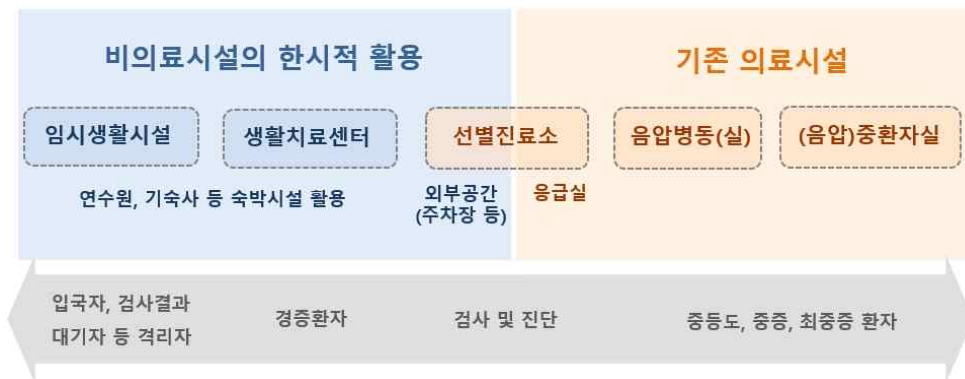 비의료시설의 한시적 활용
기존 의료시설
임시생활시설
생활치료센터
선별진료소
음압병동(실)
(음압)중환자실
연수원, 기숙사 등 숙박시설 활용
외부공간
(주차장 등)
응급실
입국자, 검사결과
대기자 등 격리자
경증환자
검사 및 진단
중등도, 중증, 최중증 환자